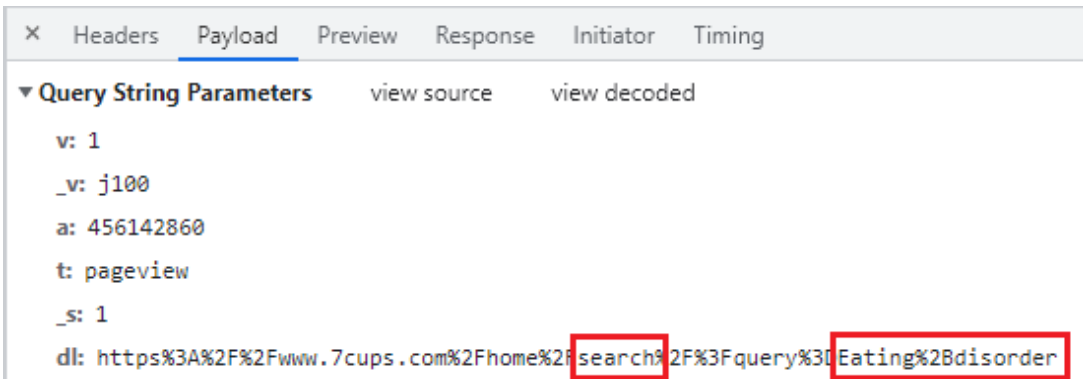 × Headers Payload Preview Response Initiator Timing
▼ Query String Parameters view source view decoded
v: 1
_v: j100
a: 456142860
t: pageview
_s: 1
dl: https%3A%2F%2Fwww.7cups.com%2Fhome%2Fsearch%2F%3Fquery%3DEating%2Bdisorder